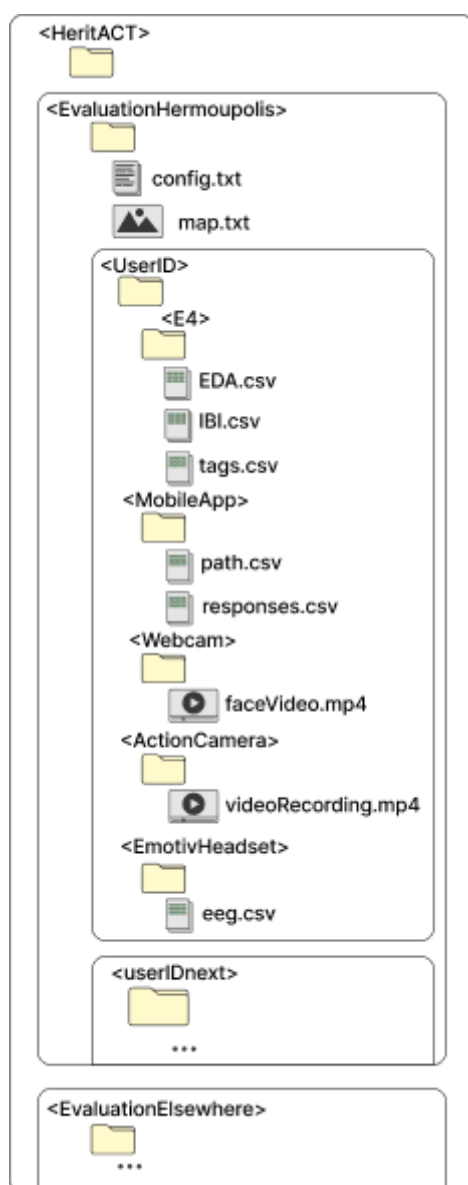 <HeritACT>
<EvaluationHermoupolis>
config.txt
map.txt
<UserID>
<E4>
EDA.csv
IBI.csv
tags.csv
<MobileApp>
path.csv
responses.csv
<Webcam>
faceVideo.mp4
<ActionCamera>
videoRecording.mp4
<EmotivHeadset>
eeg.csv
<userIDnext>
...
<EvaluationElsewhere>
...